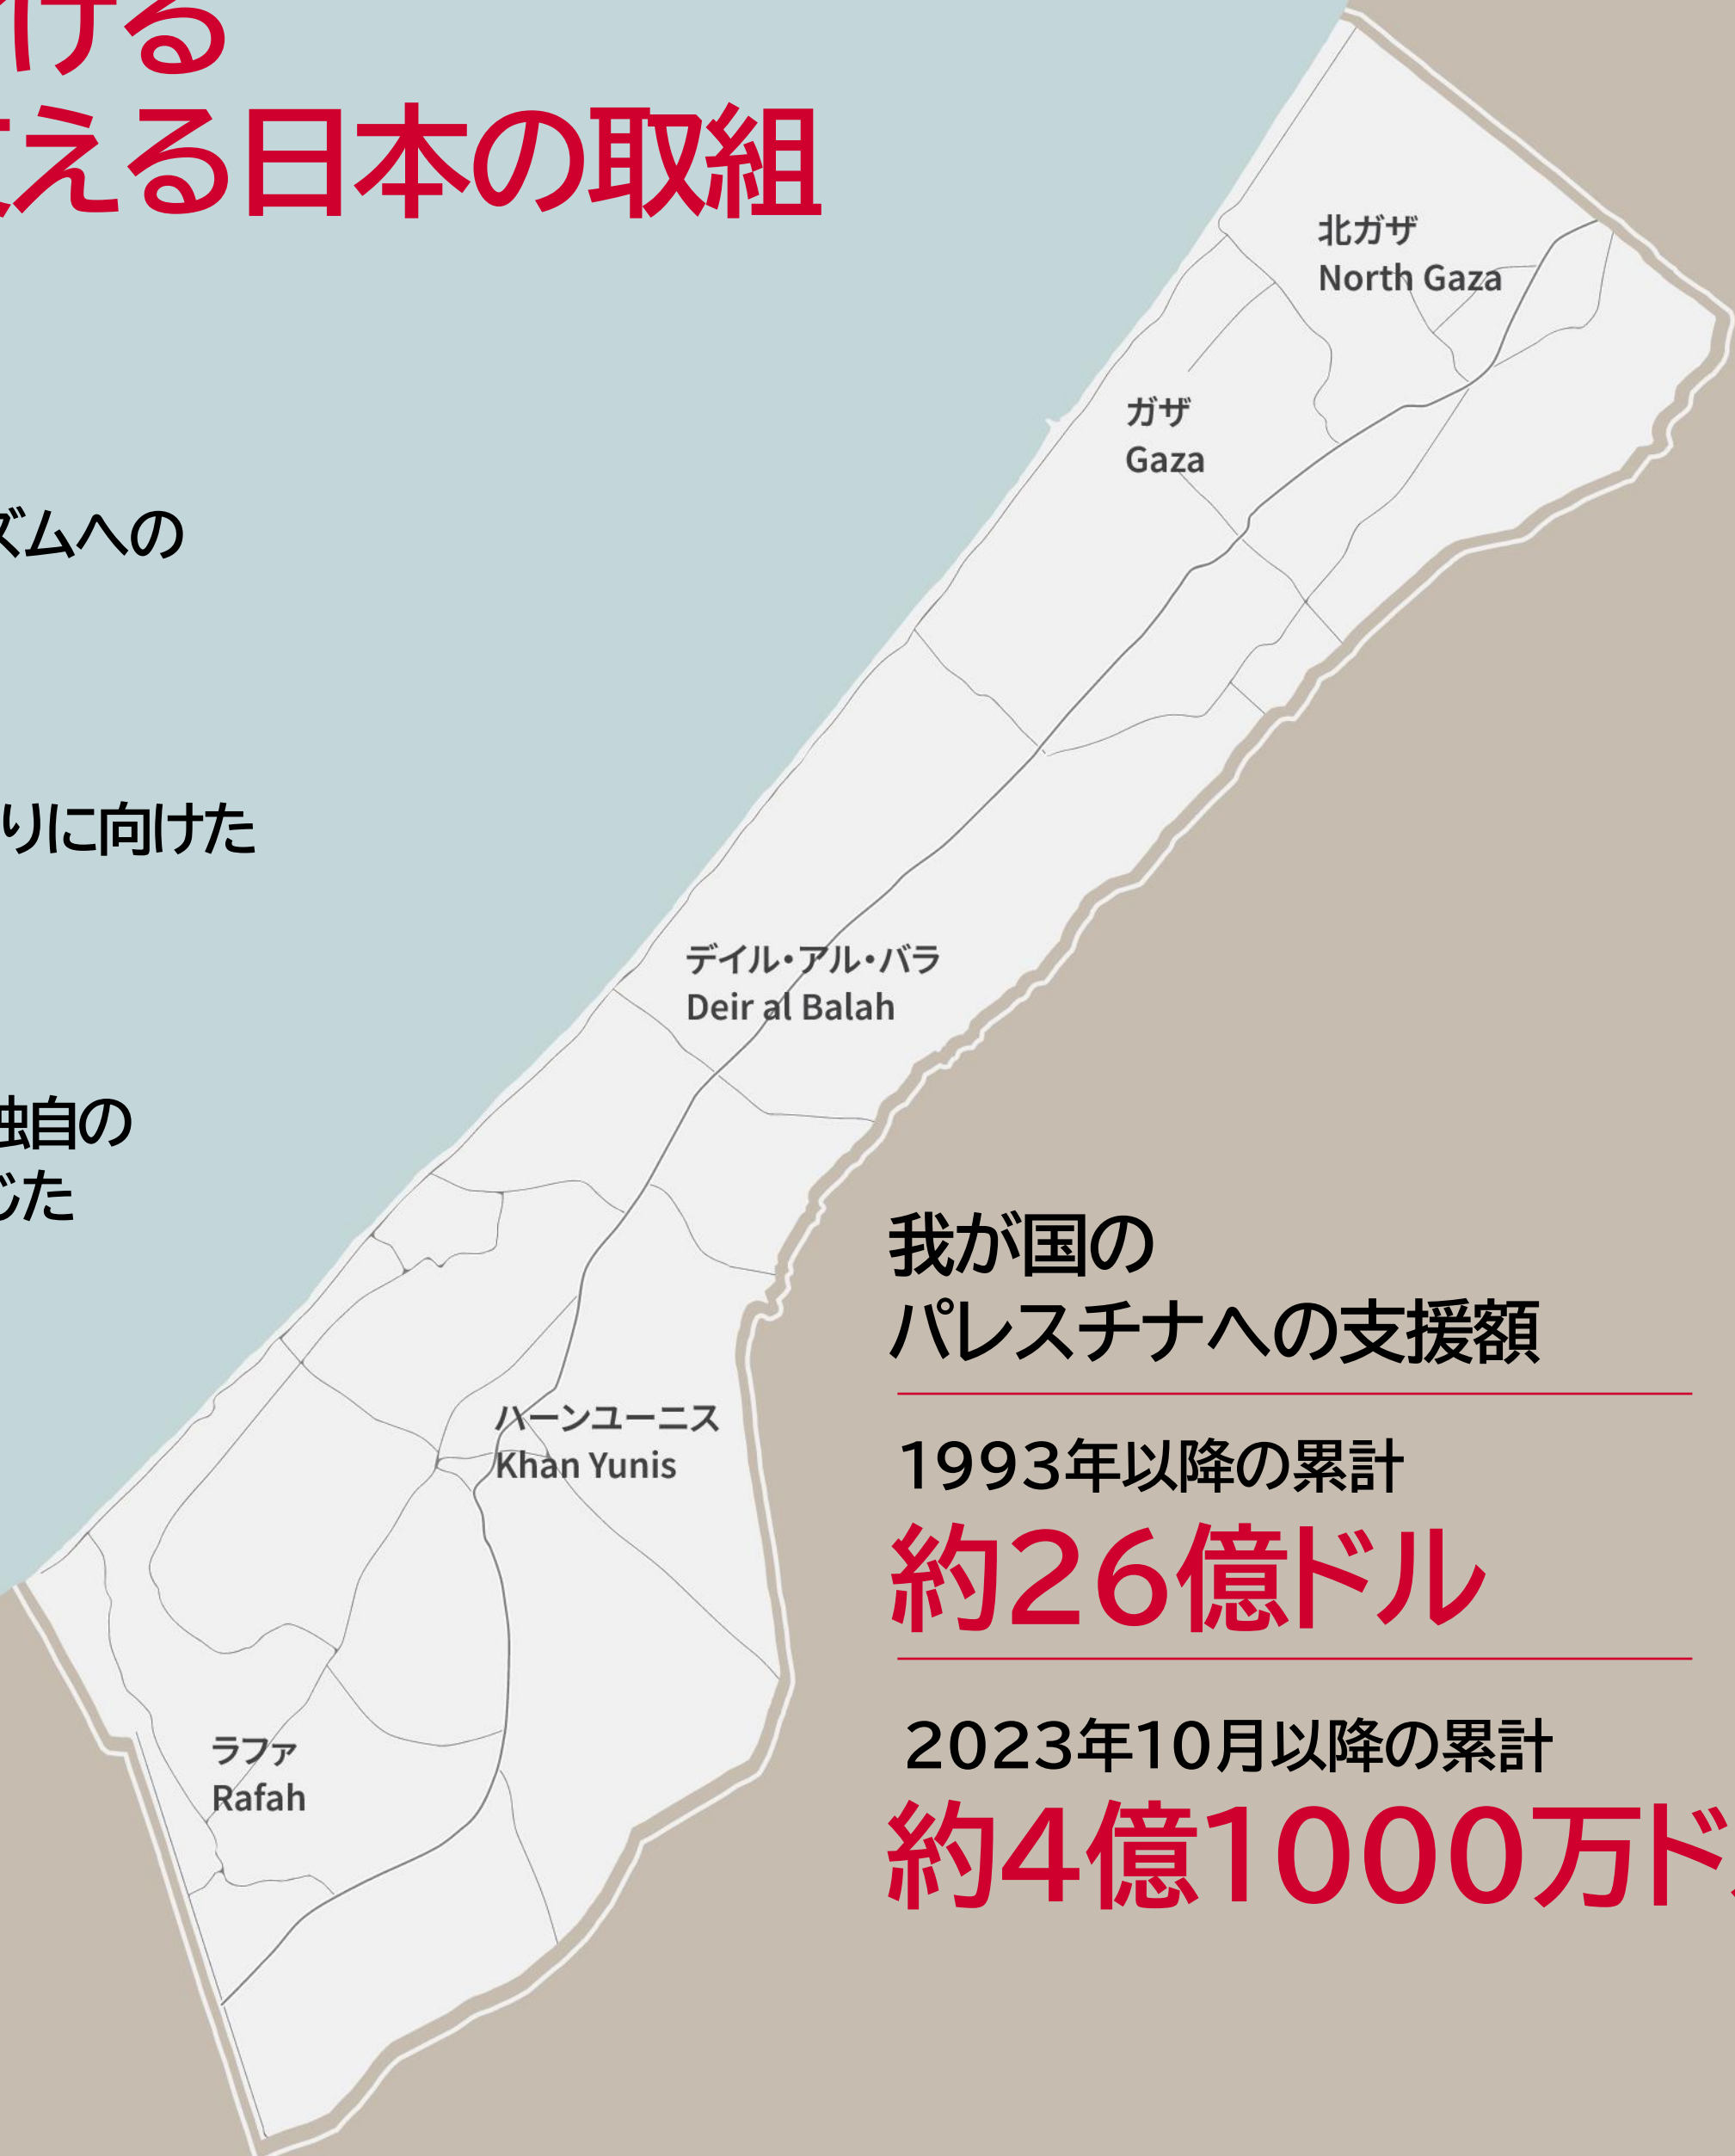 ける
える日本の取組
北ガザ
North Gaza
ガザ
Gaza
ズムへの
りに向けた
デイル・アル・バラ
Deir al Balah
独自の
じた
我が国の
パレスチナへの支援額
ハーンユーニス
Khan Yunis
1993年以降の累計
約26億ドル
ラファ
Rafah
2023年10月以降の累計
約4億1000万ド